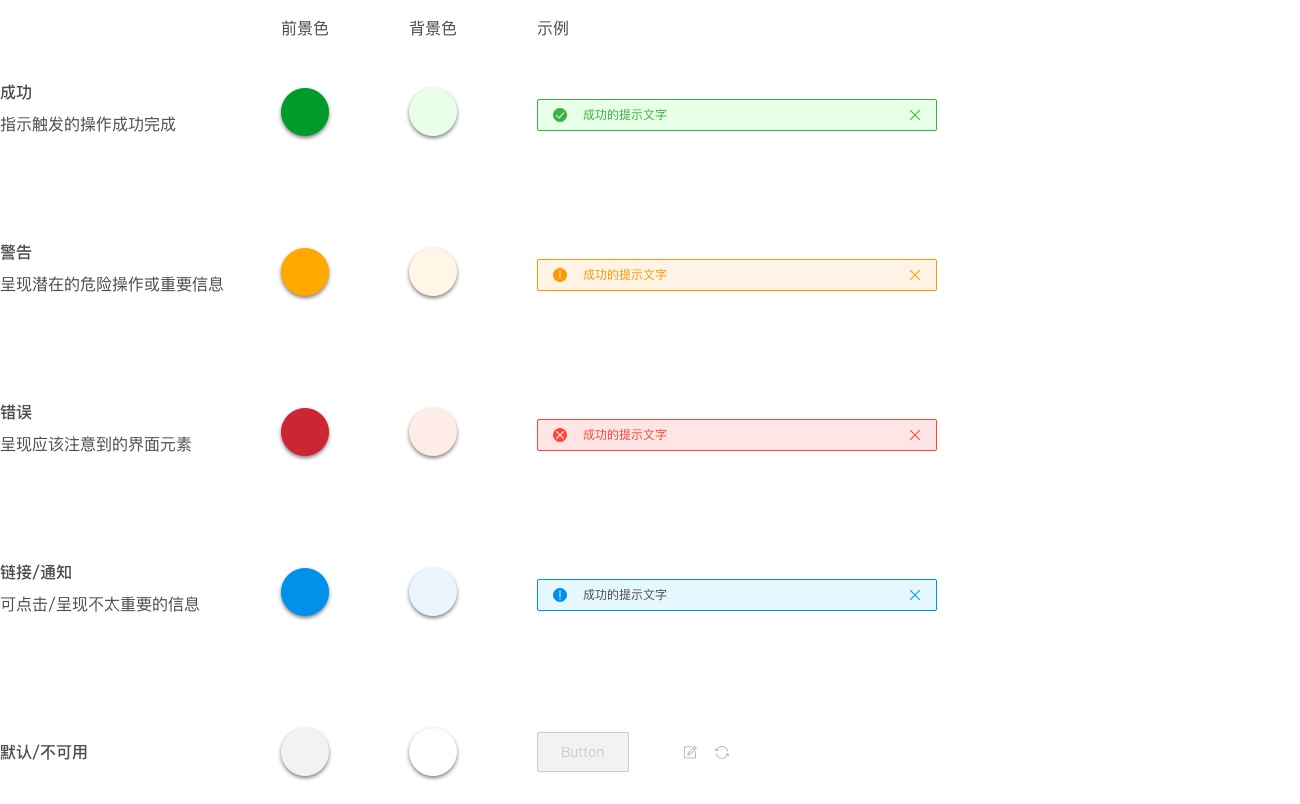 前景色
背景色
示例
成功
指示触发的操作成功完成
成功的提示文字
警告
呈现潜在的危险操作或重要信息
成功的提示文字
错误
呈现应该注意到的界面元素
成功的提示文字
链接/通知
可点击/呈现不太重要的信息
成功的提示文字
默认/不可用
Button